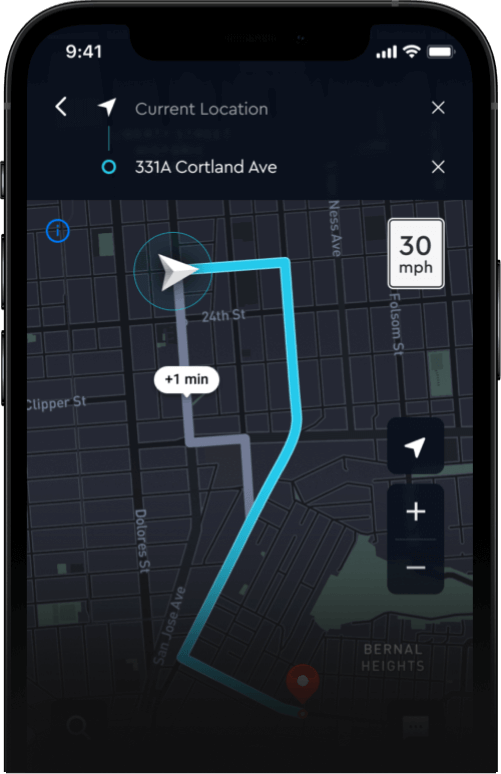 9:41
Current Location
331A Cortland Ave
Ness Ave
30
mph
24th St
Folsom St
+1 min
Clipper St
Dolores St
San Jose Ave
BERNAL
HEIGHTS